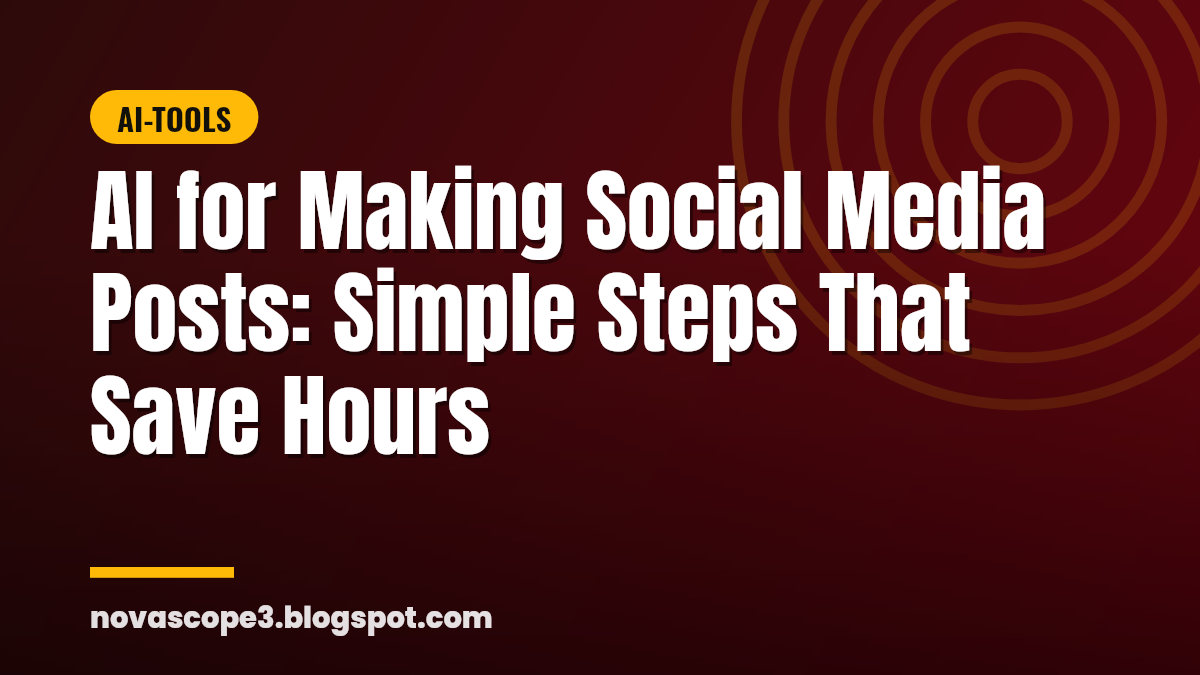 AI-TOOLS
AI for Making Social Media
Posts: Simple Steps That
Save Hours
novascope3.blogspot.com